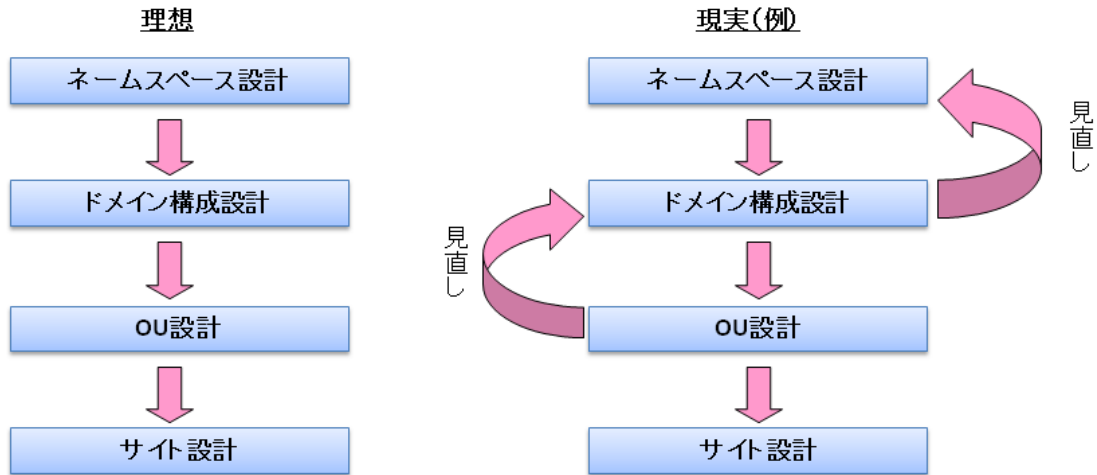 理想
ネームスペース設計
ドメイン構成設計
OU設計
サイト設計
現実(例)
ネームスペース設計
見直し
ドメイン構成設計
見直し
OU設計
サイト設計